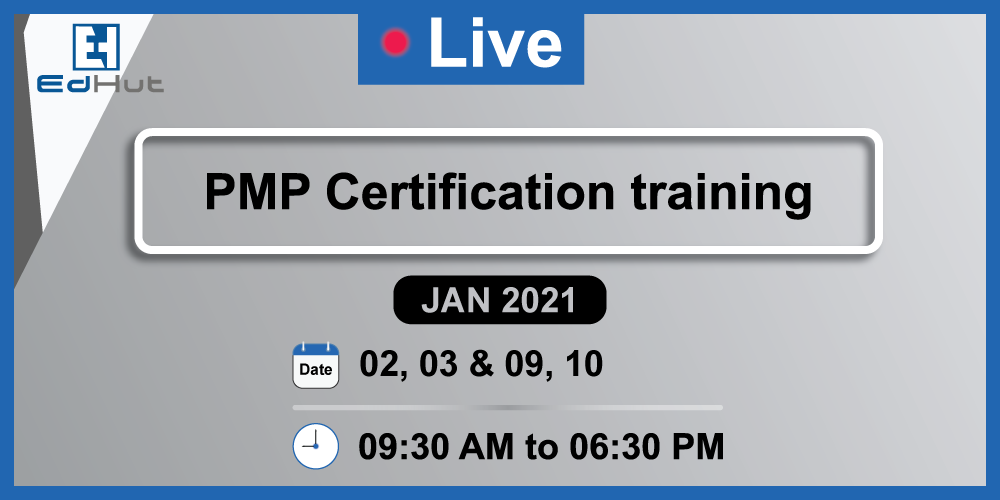 Live
EdHut
PMP Certification training
JAN 2021
Date
02, 03 & 09, 10
09:30 AM to 06:30 PM